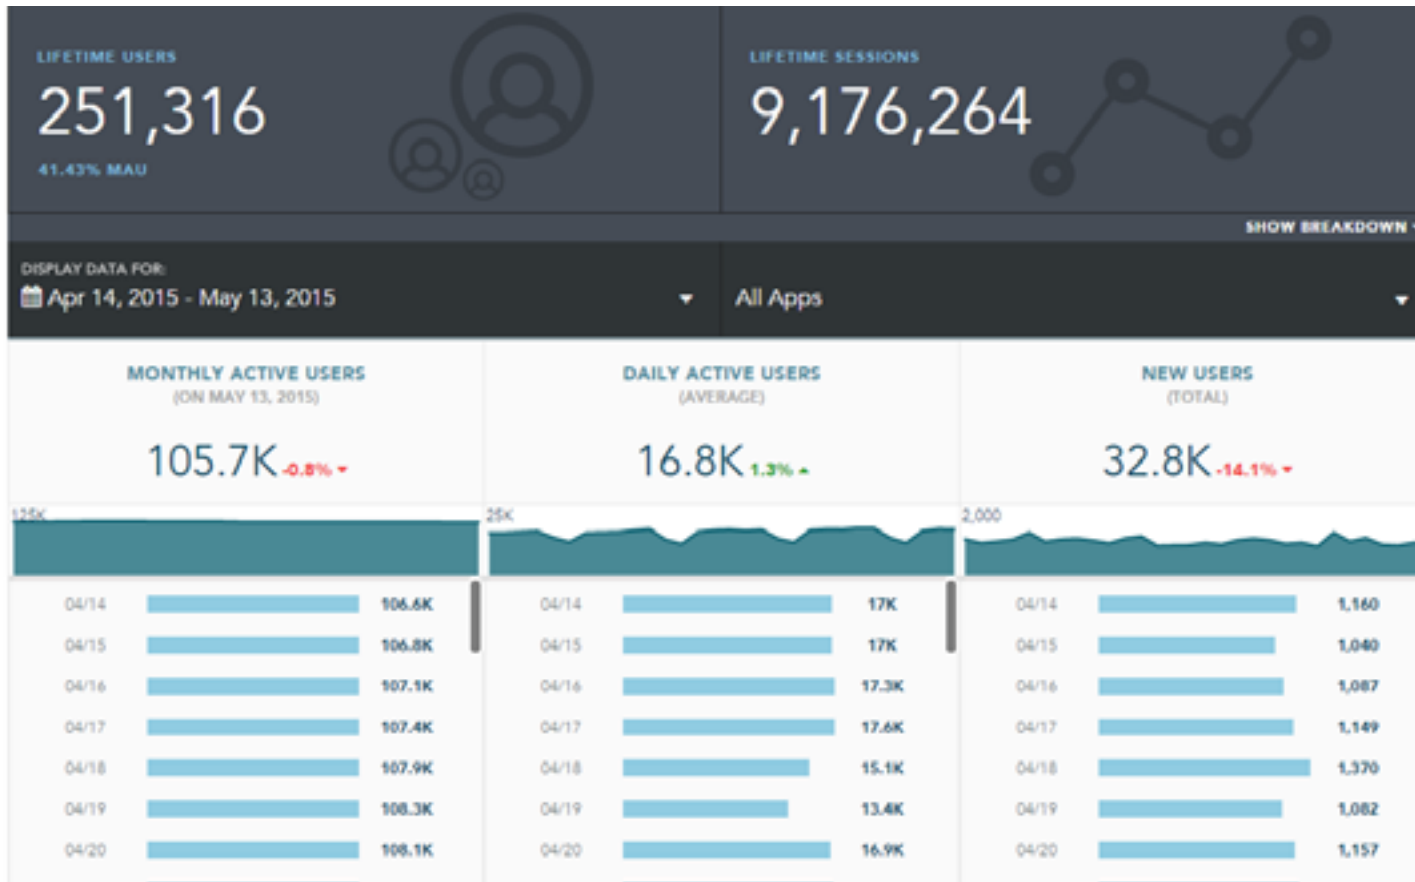 LIFETIME USERS
251,316
41.43% MAU
LIFETIME SESSIONS
9,176,264
SHOW BREAKDOWN
DISPLAY DATA FOR:
Apr 14, 2015 - May 13, 2015
All Apps
MONTHLY ACTIVE USERS
(ON MAY 13, 2015)
105.7K -0.8%
125K
04/14 106.6K
04/15 106.8K
04/16 107.1K
04/17 107.4K
04/18 107.9K
04/19 108.3K
04/20 108.1K
DAILY ACTIVE USERS
(AVERAGE)
16.8K 1.3%
25K
04/14 17K
04/15 17K
04/16 17.3K
04/17 17.6K
04/18 15.1K
04/19 13.4K
04/20 16.9K
NEW USERS
(TOTAL)
32.8K -14.1%
2,000
04/14 1,160
04/15 1,040
04/16 1,087
04/17 1,149
04/18 1,370
04/19 1,082
04/20 1,157